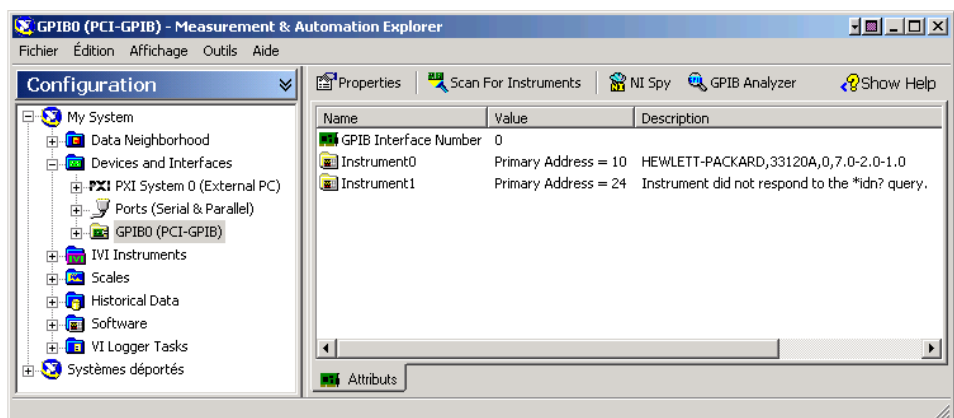 GPIB0 (PCI-GPIB) - Measurement & Automation Explorer
Fichier Édition Affichage Outils Aide
Configuration
Properties Scan For Instruments NI Spy GPIB Analyzer Show Help
My System
Data Neighborhood
Devices and Interfaces
PXI PXI System 0 (External PC)
Ports (Serial & Parallel)
GPIB0 (PCI-GPIB)
IVI Instruments
Scales
Historical Data
Software
VI Logger Tasks
Systèmes déportés
Name Value Description
GPIB Interface Number 0
Instrument0 Primary Address = 10 HEWLETT-PACKARD,33120A,0,7.0-2.0-1.0
Instrument1 Primary Address = 24 Instrument did not respond to the *idn? query.
Attributs